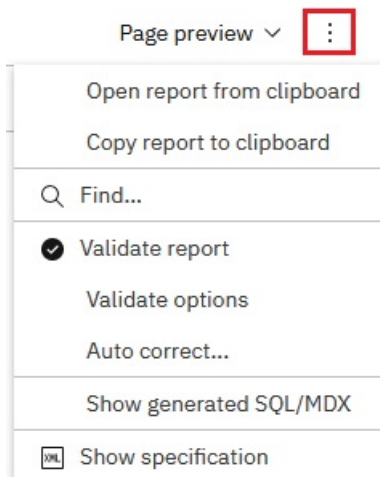 Page preview
Open report from clipboard
Copy report to clipboard
Find...
Validate report
Validate options
Auto correct...
Show generated SQL/MDX
XML Show specification